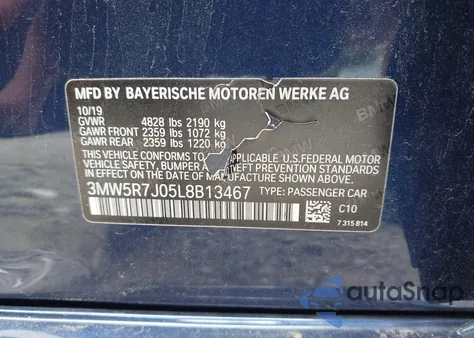 MFD BY BAYERISCHE MOTOREN WERKE AG
10/19
GVWR 4828 lbs 2190 kg
GAWR FRONT 2359 lbs 1072 kg
GAWR REAR 2359 lbs 1220 kg
THIS VEHICLE CONFORMS TO ALL APPLICABLE U.S. FEDERAL MOTOR
VEHICLE SAFETY, BUMPER, AND THEFT PREVENTION STANDARDS
IN EFFECT ON THE DATE OF MANUFACTURE SHOWN ABOVE.
3MW5R7J05L8B13467 TYPE: PASSENGER CAR
C10
7 315 814
autoSnap